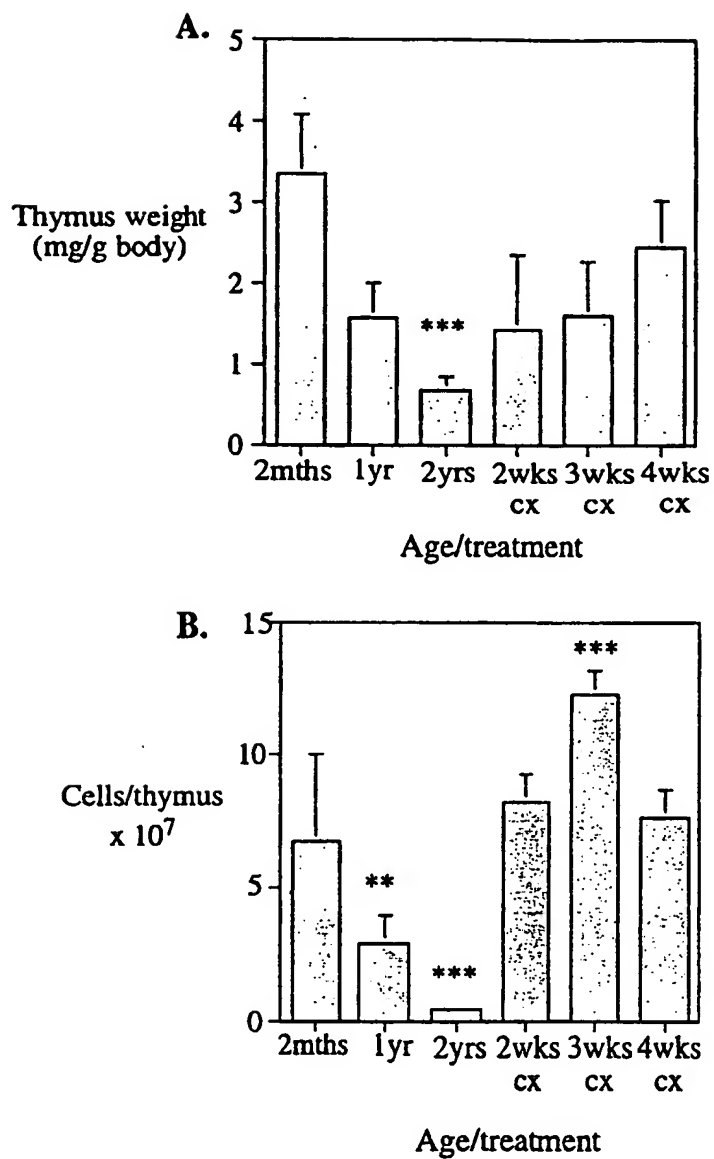 A.
5
4
3
2
1
0
Thymus weight
(mg/g body)
***
2mths 1yr 2yrs 2wks 3wks 4wks
cx cx cx
Age/treatment
B.
15
10
5
0
Cells/thymus
x 10⁷
**
***
***
2mths 1yr 2yrs 2wks 3wks 4wks
cx cx cx
Age/treatment